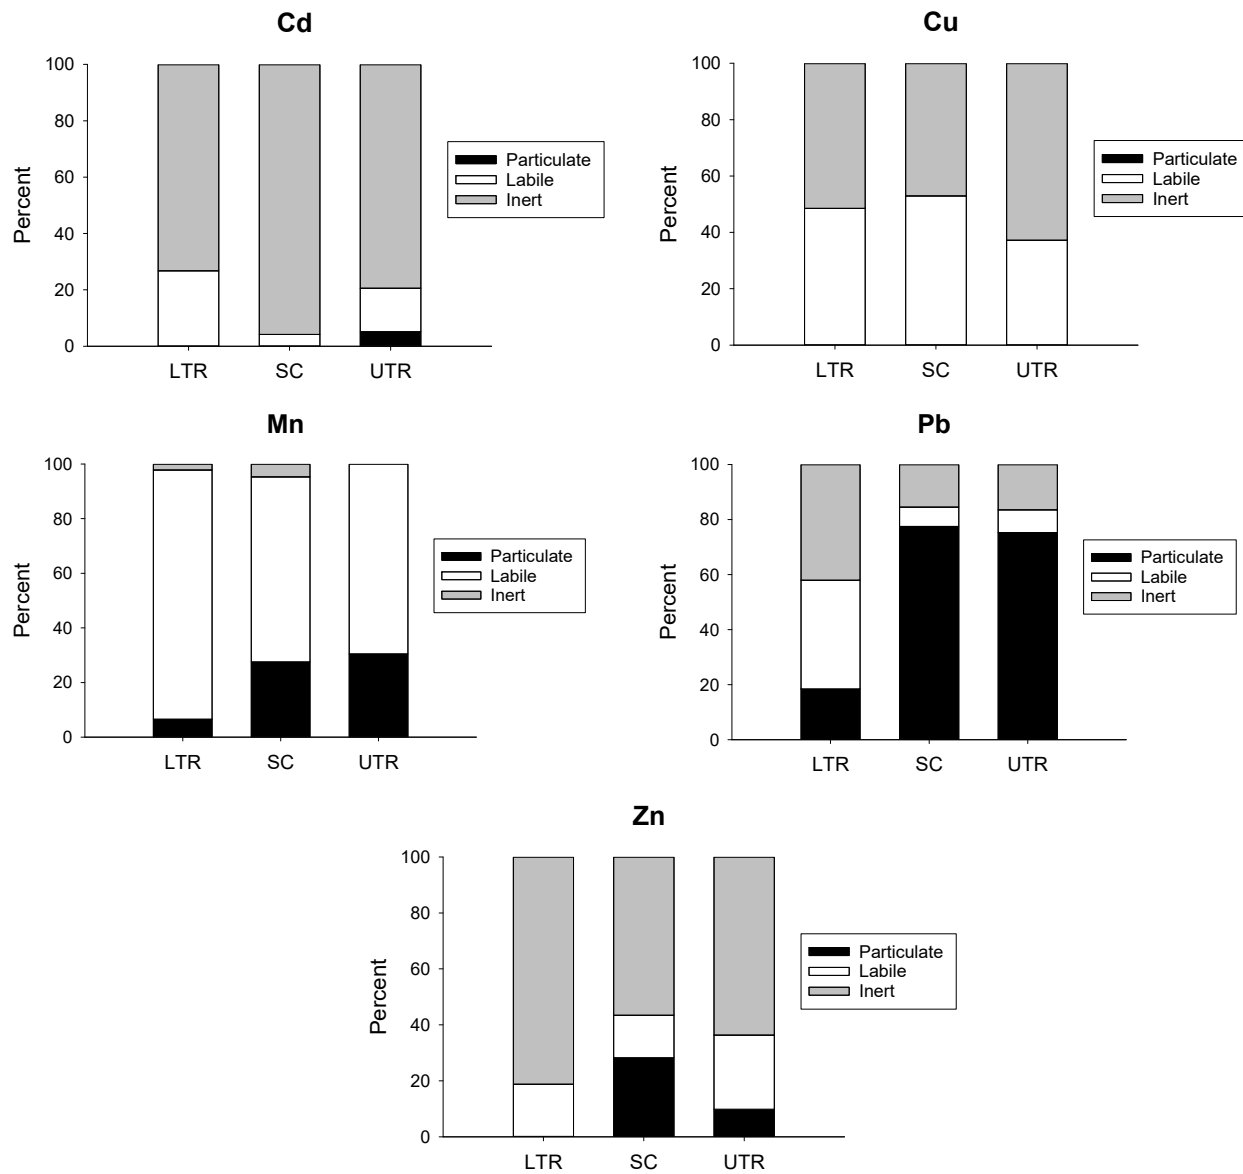 Cd
100
80
60
40
20
0
Percent
LTR SC UTR
Particulate
Labile
Inert
Cu
100
80
60
40
20
0
Percent
LTR SC UTR
Particulate
Labile
Inert
Mn
100
80
60
40
20
0
Percent
LTR SC UTR
Particulate
Labile
Inert
Pb
100
80
60
40
20
0
Percent
LTR SC UTR
Particulate
Labile
Inert
Zn
100
80
60
40
20
0
Percent
LTR SC UTR
Particulate
Labile
Inert